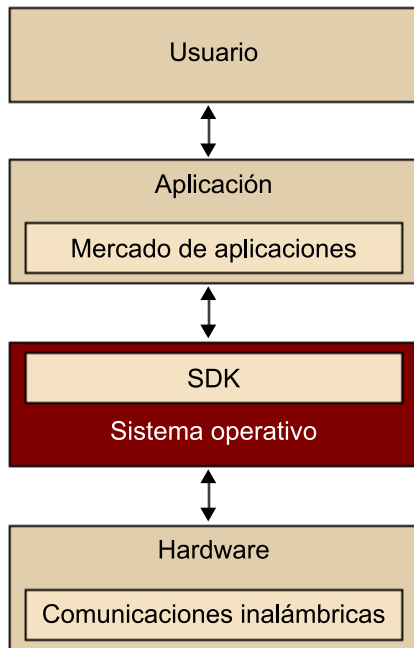 Usuario
Aplicación
Mercado de aplicaciones
SDK
Sistema operativo
Hardware
Comunicaciones inalámbricas